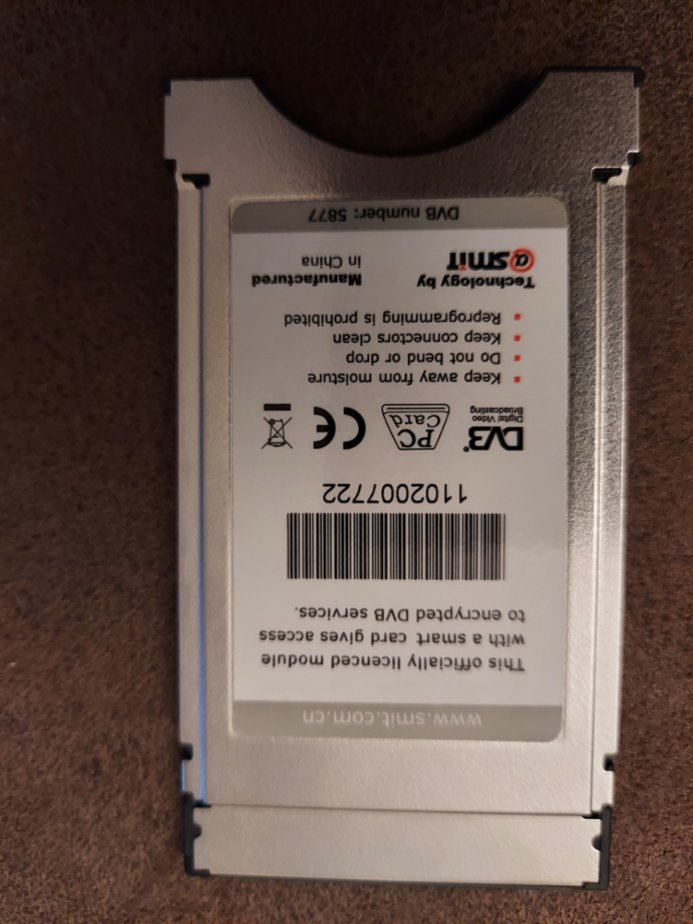 www.smit.com.cn
This officially licenced module
with a smart card gives access
to encrypted DVB services.
1102007722
DVB
Digital Video
Broadcasting
PC
Card
CE
Keep away from moisture
Do not bend or drop
Keep connectors clean
Reprogramming is prohibited
Technology by
@smit
Manufactured
in China
DVB number: 5877